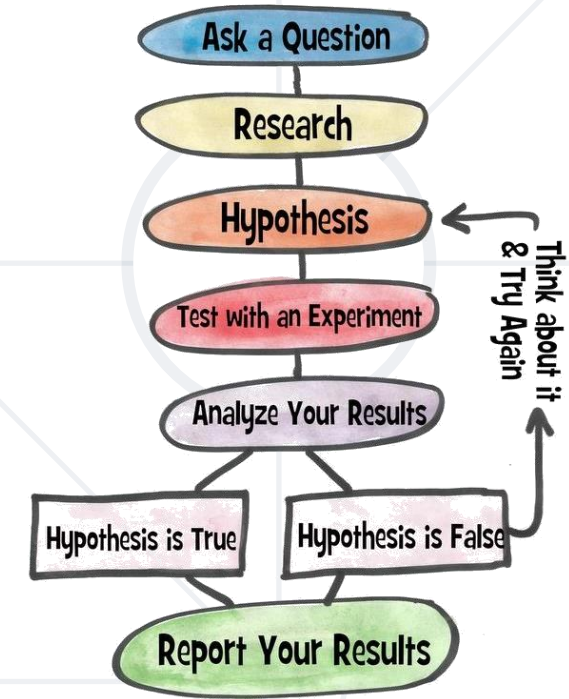 Ask a Question
Research
Hypothesis
Test with an Experiment
Analyze Your Results
Hypothesis is True
Hypothesis is False
Think about it
& Try Again
Report Your Results